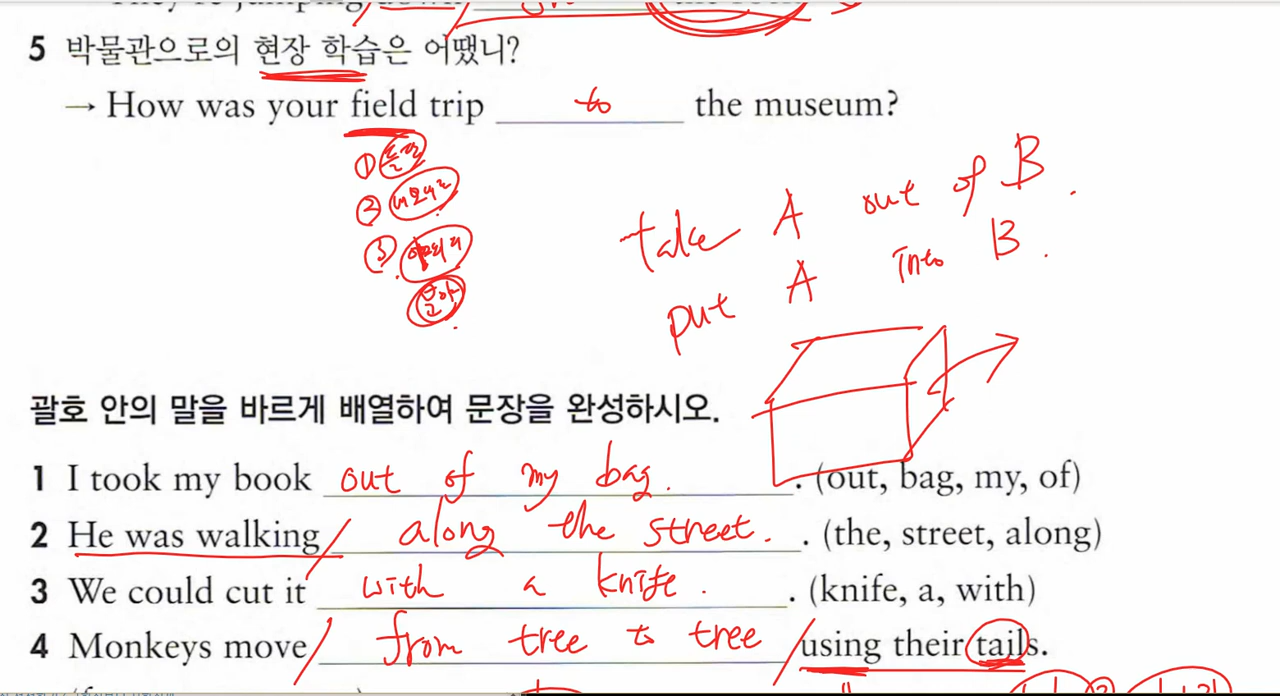 5 박물관으로의 현장 학습은 어땠니?
→ How was your field trip to the museum?
①
②
③
take A out of B.
put A into B.
괄호 안의 말을 바르게 배열하여 문장을 완성하시오.
1 I took my book out of my bag. . (out, bag, my, of)
2 He was walking / along the street. . (the, street, along)
3 We could cut it with a knife. . (knife, a, with)
4 Monkeys move / from tree to tree / using their tails.